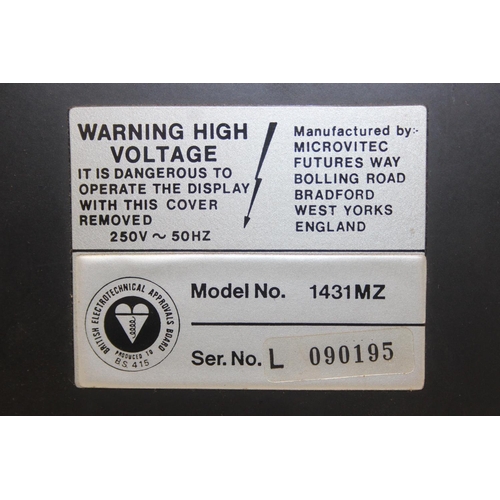 WARNING HIGH
VOLTAGE
IT IS DANGEROUS TO
OPERATE THE DISPLAY
WITH THIS COVER
REMOVED
250V ~ 50HZ
Manufactured by:-
MICROVITEC
FUTURES WAY
BOLLING ROAD
BRADFORD
WEST YORKS
ENGLAND
BRITISH ELECTROTECHNICAL APPROVALS BOARD
PRODUCED TO
B.S. 415
Model No. 1431MZ
Ser. No. L 090195